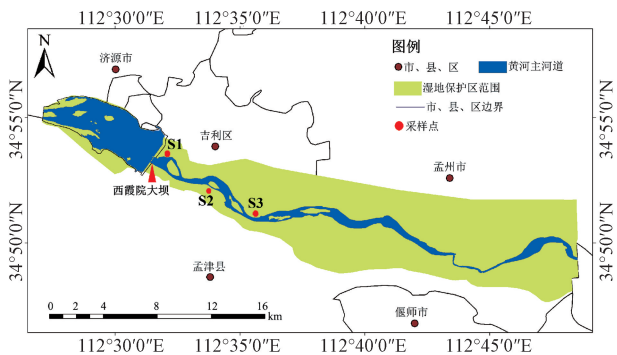 112°30′0″E 112°35′0″E 112°40′0″E 112°45′0″E
N
图例
市、县、区 黄河主河道
湿地保护区范围
市、县、区边界
采样点
济源市
34°55′0″N 34°55′0″N
S1
吉利区
孟州市
西霞院大坝
S2
S3
34°50′0″N 34°50′0″N
孟津县
0 2 4 8 12 16
km
偃师市
112°30′0″E 112°35′0″E 112°40′0″E 112°45′0″E